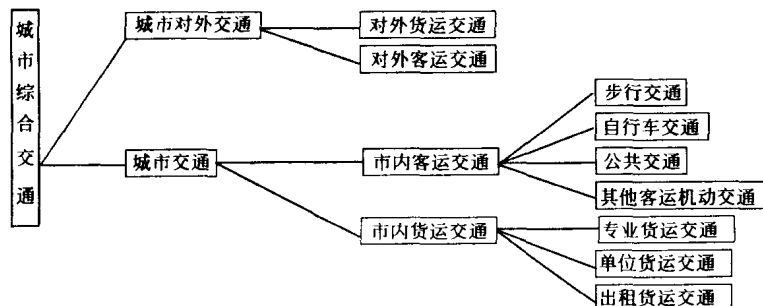 城市综合交通
城市对外交通
对外货运交通
对外客运交通
城市交通
市内客运交通
步行交通
自行车交通
公共交通
其他客运机动交通
市内货运交通
专业货运交通
单位货运交通
出租货运交通